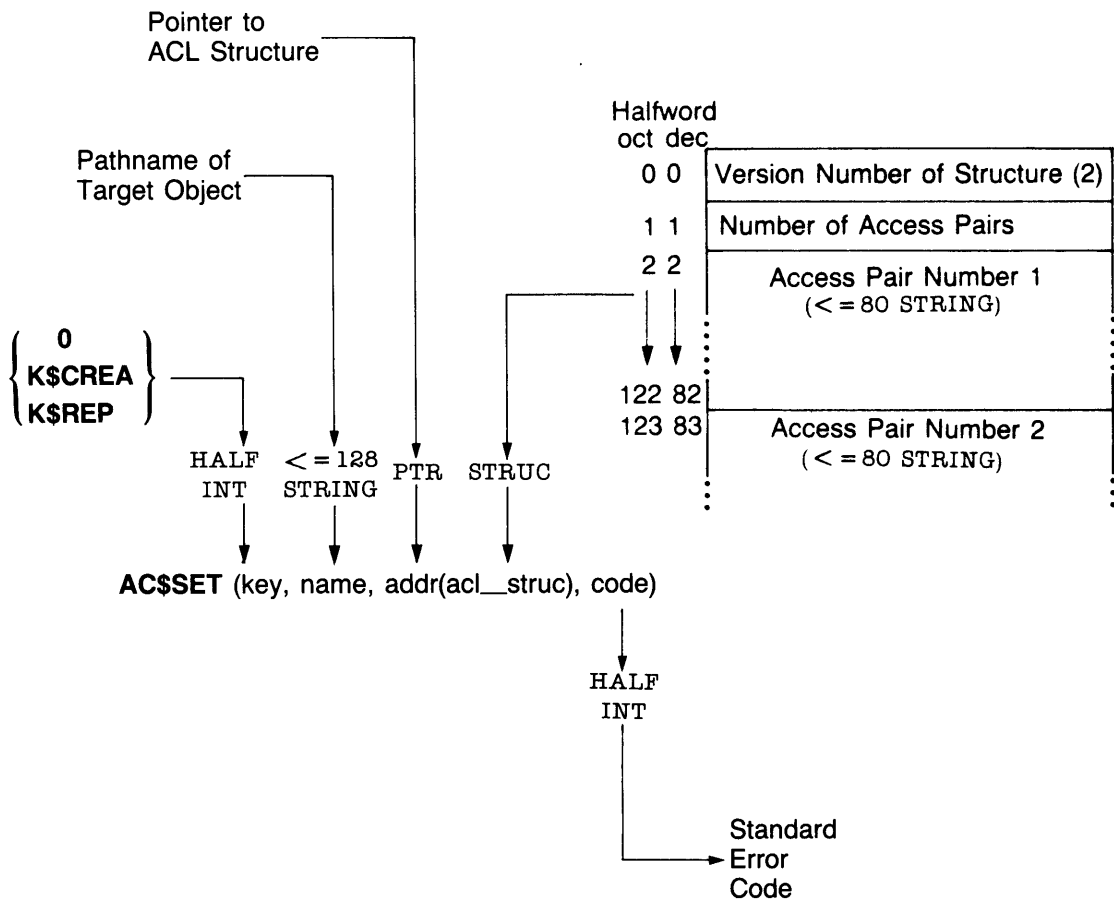 Pointer to
ACL Structure
Pathname of
Target Object
Halfword
oct dec
0 0 Version Number of Structure (2)
1 1 Number of Access Pairs
2 2 Access Pair Number 1
(<=80 STRING)
122 82
123 83 Access Pair Number 2
(<=80 STRING)
0
K$CREA
K$REP
HALF INT
<=128 STRING
PTR
STRUC
AC$SET (key, name, addr(acl__struc), code)
HALF
INT
Standard
Error
Code